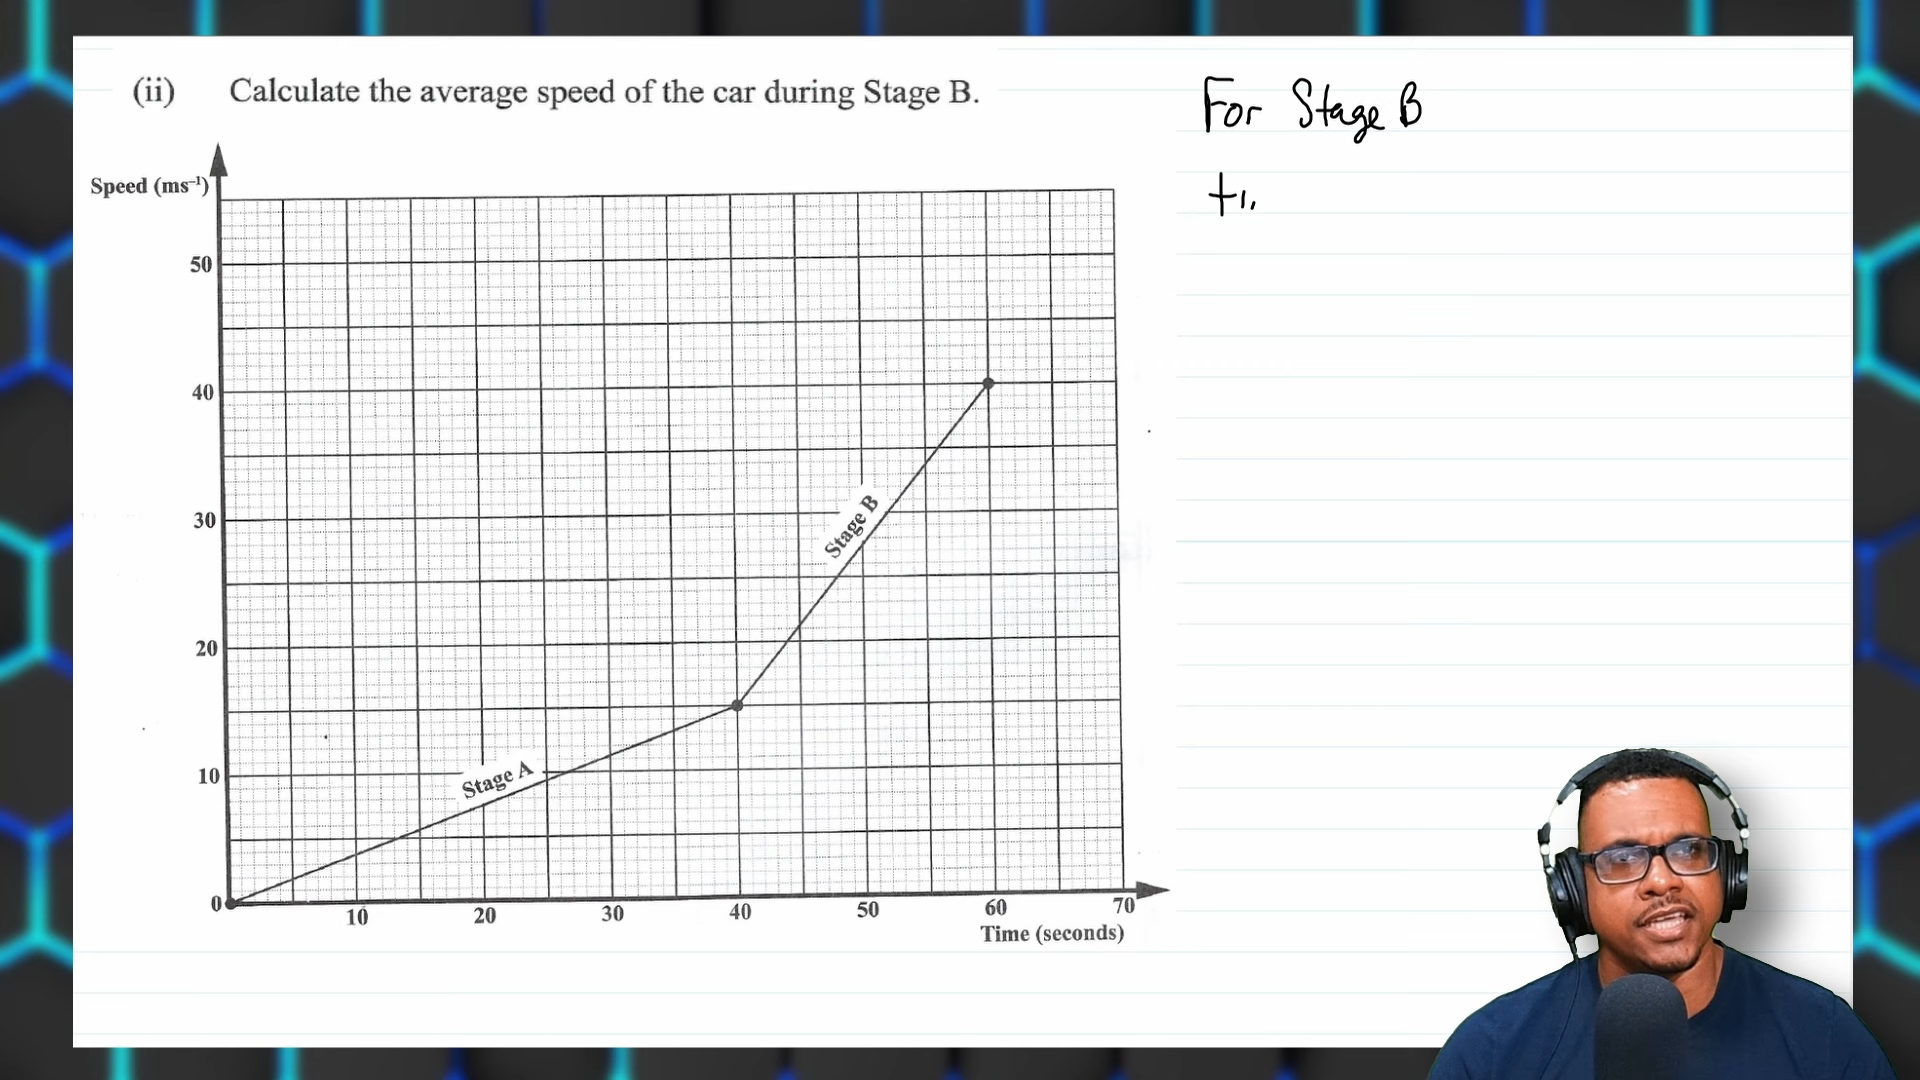 (ii) Calculate the average speed of the car during Stage B.
For Stage B
Speed (ms⁻¹)
50
40
30
20
10
0
Stage A
Stage B
10 20 30 40 50 60 70
Time (seconds)